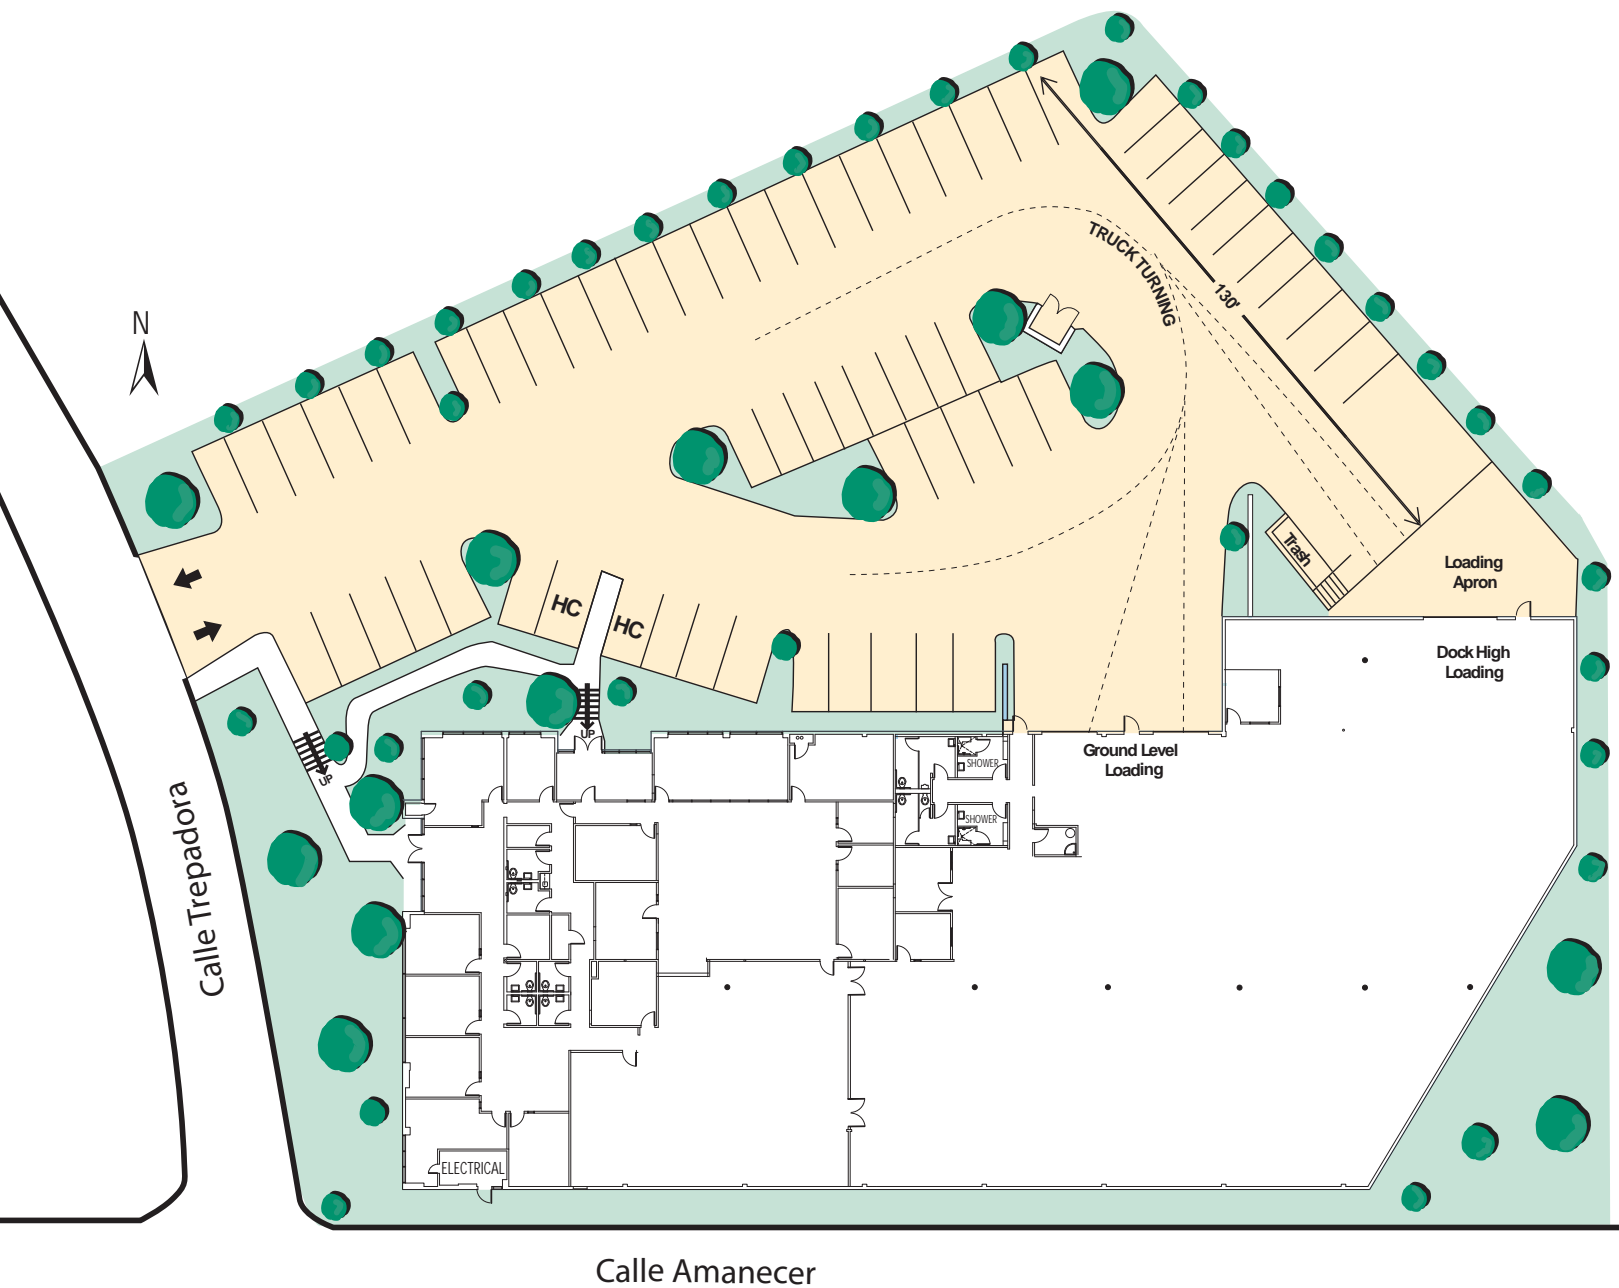 N
TRUCK TURNING
130'
HC
HC
Trash
Loading
Apron
Dock High
Loading
UP
UP
Ground Level
Loading
SHOWER
SHOWER
Calle Trepadora
ELECTRICAL
Calle Amanecer